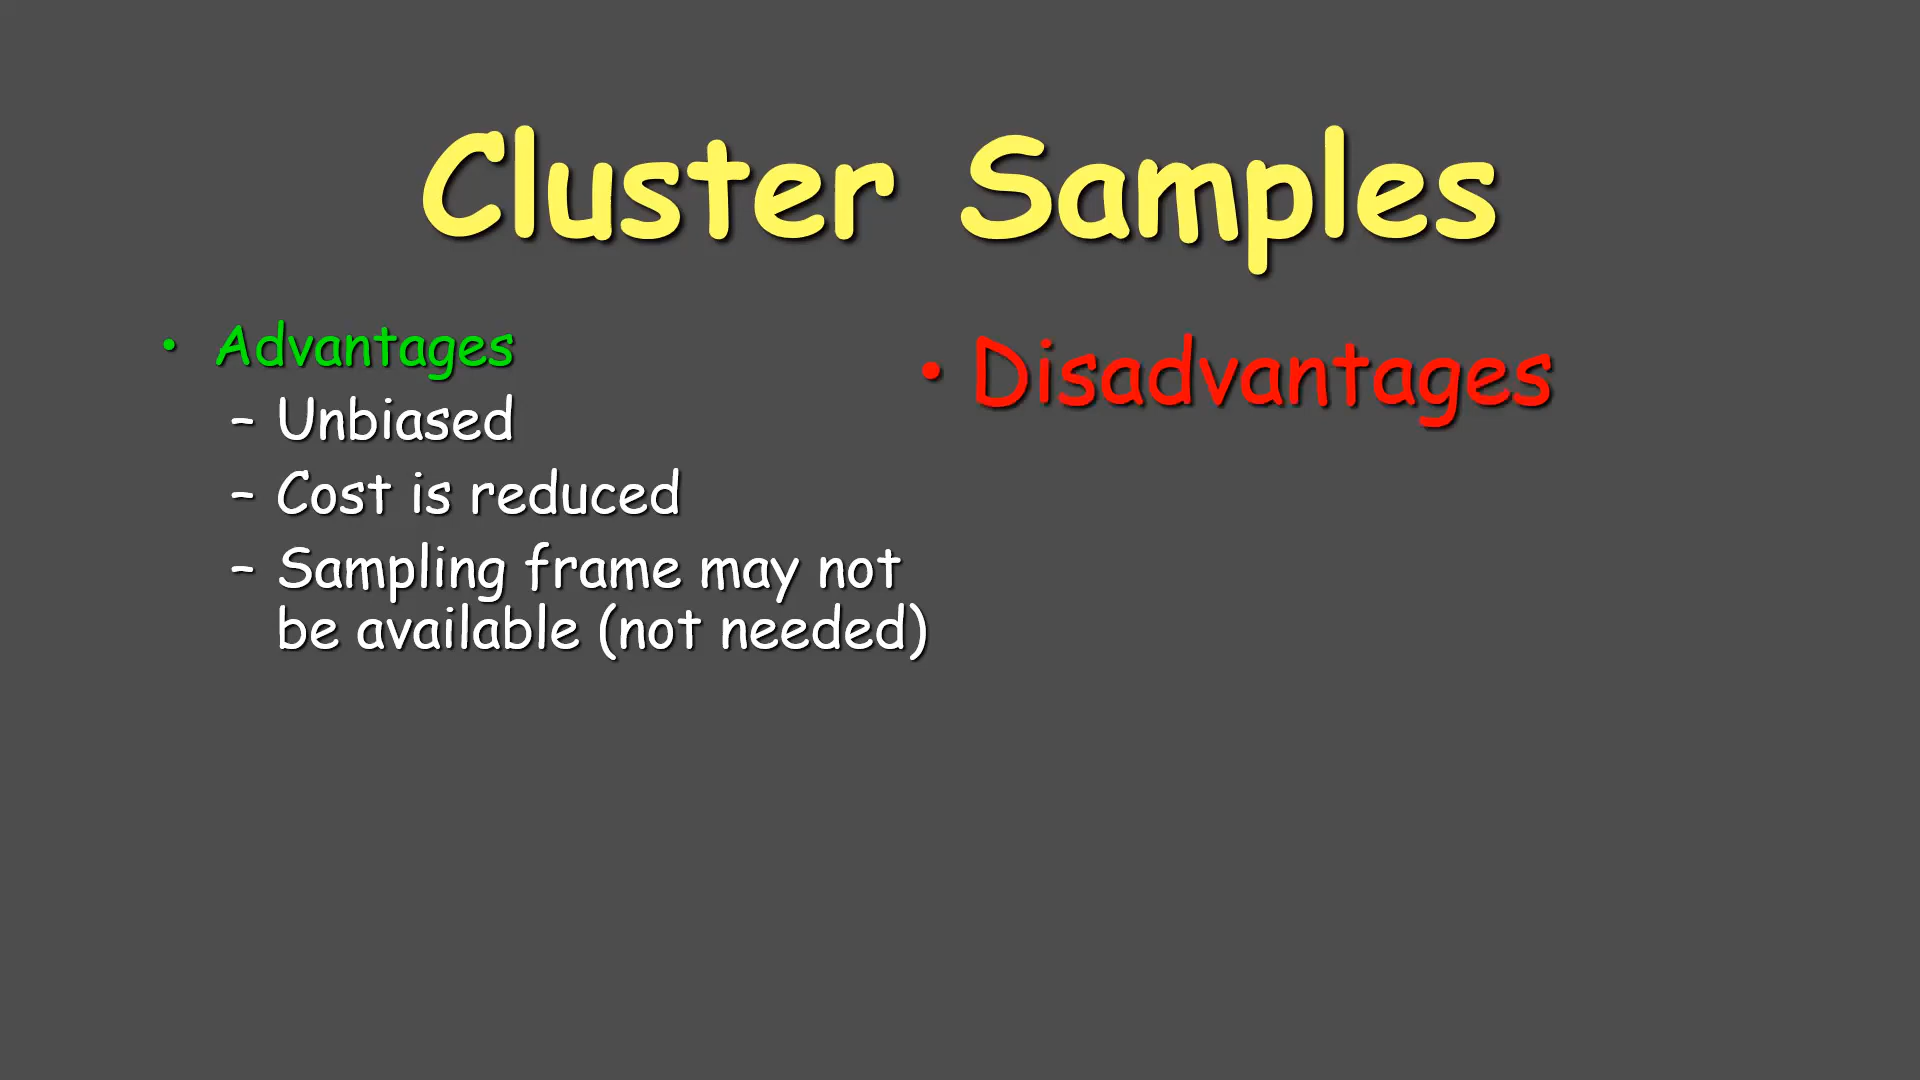 Cluster Samples
• Advantages
– Unbiased
– Cost is reduced
– Sampling frame may not
be available (not needed)
• Disadvantages